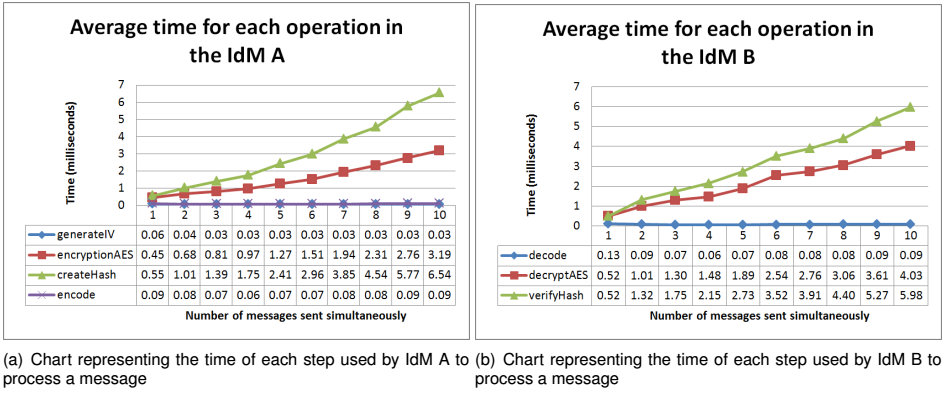 Average time for each operation in
the IdM A
Time (milliseconds)
7
6
5
4
3
2
1
0
1 2 3 4 5 6 7 8 9 10
generateIV 0.06 0.04 0.03 0.03 0.03 0.03 0.03 0.03 0.03 0.03
encryptionAES 0.45 0.68 0.81 0.97 1.27 1.51 1.94 2.31 2.76 3.19
createHash 0.55 1.01 1.39 1.75 2.41 2.96 3.85 4.54 5.77 6.54
encode 0.09 0.08 0.07 0.06 0.07 0.07 0.08 0.08 0.09 0.09
Number of messages sent simultaneously
(a) Chart representing the time of each step used by IdM A to
process a message
Average time for each operation in
the IdM B
Time (milliseconds)
7
6
5
4
3
2
1
0
1 2 3 4 5 6 7 8 9 10
decode 0.13 0.09 0.07 0.06 0.07 0.08 0.08 0.08 0.09 0.09
decryptAES 0.52 1.01 1.30 1.48 1.89 2.54 2.76 3.06 3.61 4.03
verifyHash 0.52 1.32 1.75 2.15 2.73 3.52 3.91 4.40 5.27 5.98
Number of messages sent simultaneously
(b) Chart representing the time of each step used by IdM B to
process a message